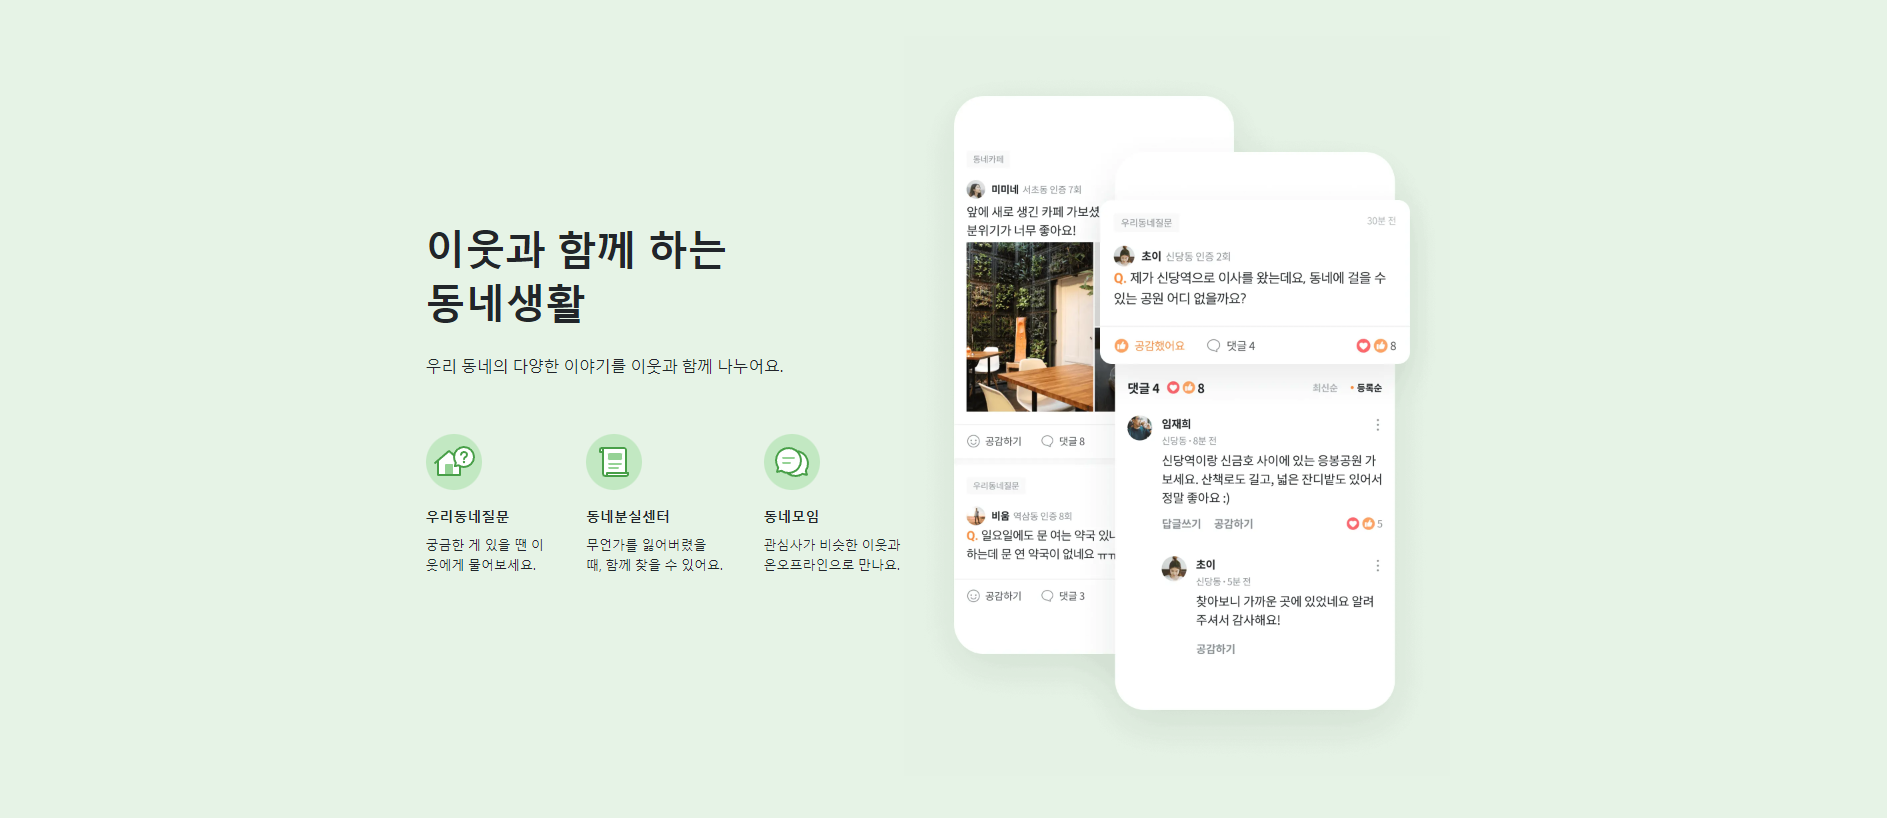 이웃과 함께 하는
동네생활
우리 동네의 다양한 이야기를 이웃과 함께 나누어요.
우리동네질문
궁금한 게 있을 땐 이
웃에게 물어보세요.
동네분실센터
무언가를 잃어버렸을
때, 함께 찾을 수 있어요.
동네모임
관심사가 비슷한 이웃과
온오프라인으로 만나요.
동네카페
미미네 서초동 인증 7회
앞에 새로 생긴 카페 가보셨
분위기가 너무 좋아요!
공감하기 댓글 8
우리동네질문
비움 역삼동 인증 8회
Q. 일요일에도 문 여는 약국 있나
하는데 문 연 약국이 없네요 ㅠㅠ
공감하기 댓글 3
우리동네질문 30분 전
초이 신당동 인증 2회
Q. 제가 신당역으로 이사를 왔는데요, 동네에 걸을 수
있는 공원 어디 없을까요?
공감했어요 댓글 4 8
댓글 4 8 최신순 • 등록순
임재희
신당동 • 8분 전
신당역이랑 신금호 사이에 있는 응봉공원 가
보세요. 산책로도 길고, 넓은 잔디밭도 있어서
정말 좋아요 :)
답글쓰기 공감하기 5
초이
신당동 • 5분 전
찾아보니 가까운 곳에 있었네요 알려
주셔서 감사해요!
공감하기